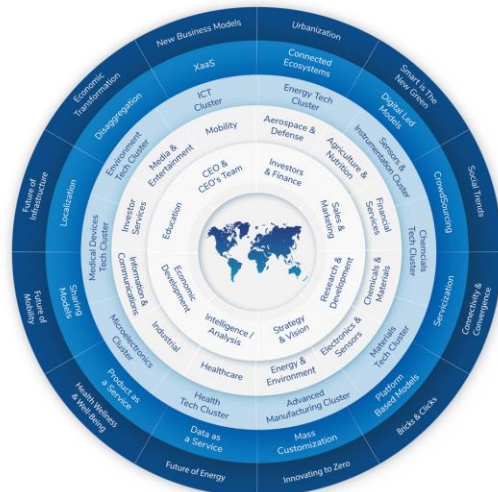 New Business Models
Urbanization
Smart is The
New Green
Social Trends
Connectivity &
Convergence
Bricks & Clicks
Innovating to Zero
Future of Energy
Health Wellness
& Well-Being
Future of
Mobility
Future of
Infrastructure
Economic
Transformation
XaaS
Connected
Ecosystems
Digital Led
Models
CrowdSourcing
Servicization
Platform
Based Models
Mass
Customization
Data as
a Service
Product as
a Service
Sharing
Models
Localization
Disaggregation
ICT
Cluster
Energy Tech
Cluster
Sensors &
Instrumentation Cluster
Chemcials
Tech Cluster
Materials
Tech Cluster
Advanced
Manufacturing Cluster
Health
Tech Cluster
Microelectronics
Cluster
Medical Devices
Tech Cluster
Environment
Tech Cluster
Mobility
Aerospace &
Defense
Agriculture &
Nutrition
Financial
Services
Chemicals &
Materials
Electronics &
Sensors
Energy &
Environment
Healthcare
Industrial
Information &
Communications
Investor
Services
Media &
Entertainment
CEO &
CEO's Team
Investors
& Finance
Sales &
Marketing
Research &
Development
Strategy
& Vision
Intelligence /
Analysis
Economic
Development
Education